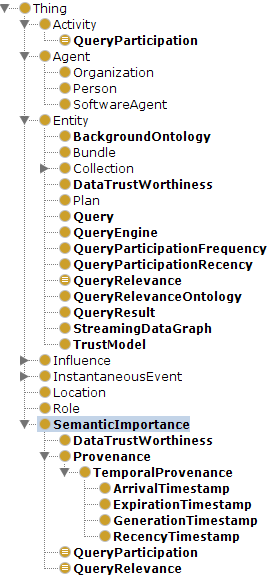 Thing
Activity
QueryParticipation
Agent
Organization
Person
SoftwareAgent
Entity
BackgroundOntology
Bundle
Collection
DataTrustWorthiness
Plan
Query
QueryEngine
QueryParticipationFrequency
QueryParticipationRecency
QueryRelevance
QueryRelevanceOntology
QueryResult
StreamingDataGraph
TrustModel
Influence
InstantaneousEvent
Location
Role
SemanticImportance
DataTrustWorthiness
Provenance
TemporalProvenance
ArrivalTimestamp
ExpirationTimestamp
GenerationTimestamp
RecencyTimestamp
QueryParticipation
QueryRelevance